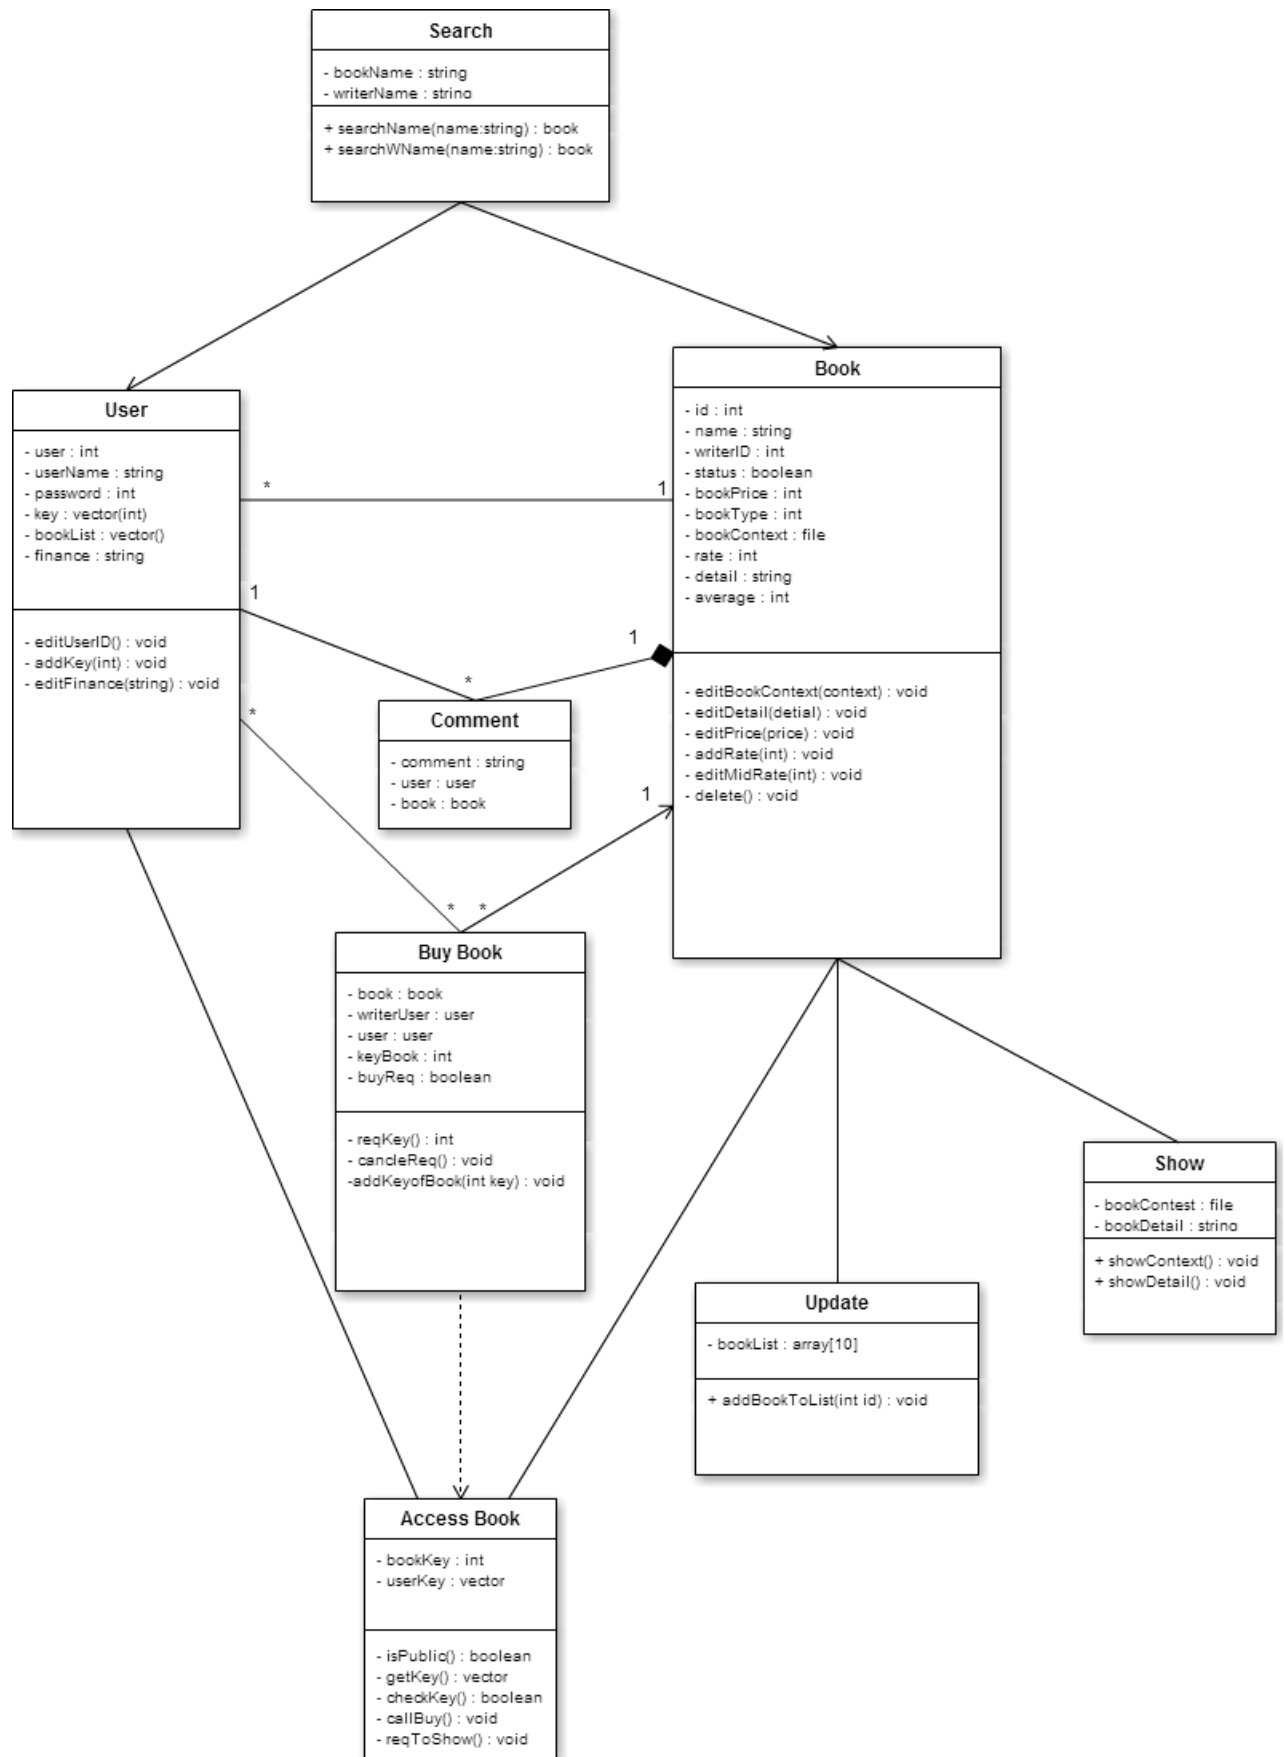 Search
- bookName : string
- writerName : string
+ searchName(name:string) : book
+ searchWName(name:string) : book
User
- user : int
- userName : string
- password : int
- key : vector(int)
- bookList : vector()
- finance : string
- editUserID() : void
- addKey(int) : void
- editFinance(string) : void
Book
- id : int
- name : string
- writerID : int
- status : boolean
- bookPrice : int
- bookType : int
- bookContext : file
- rate : int
- detail : string
- average : int
- editBookContext(context) : void
- editDetail(detial) : void
- editPrice(price) : void
- addRate(int) : void
- editMidRate(int) : void
- delete() : void
* 1
1
1
*
*
1
* *
Comment
- comment : string
- user : user
- book : book
Buy Book
- book : book
- writerUser : user
- user : user
- keyBook : int
- buyReq : boolean
- reqKey() : int
- cancleReq() : void
-addKeyofBook(int key) : void
Show
- bookContest : file
- bookDetail : string
+ showContext() : void
+ showDetail() : void
Update
- bookList : array[10]
+ addBookToList(int id) : void
Access Book
- bookKey : int
- userKey : vector
- isPublic() : boolean
- getKey() : vector
- checkKey() : boolean
- callBuy() : void
- reqToShow() : void